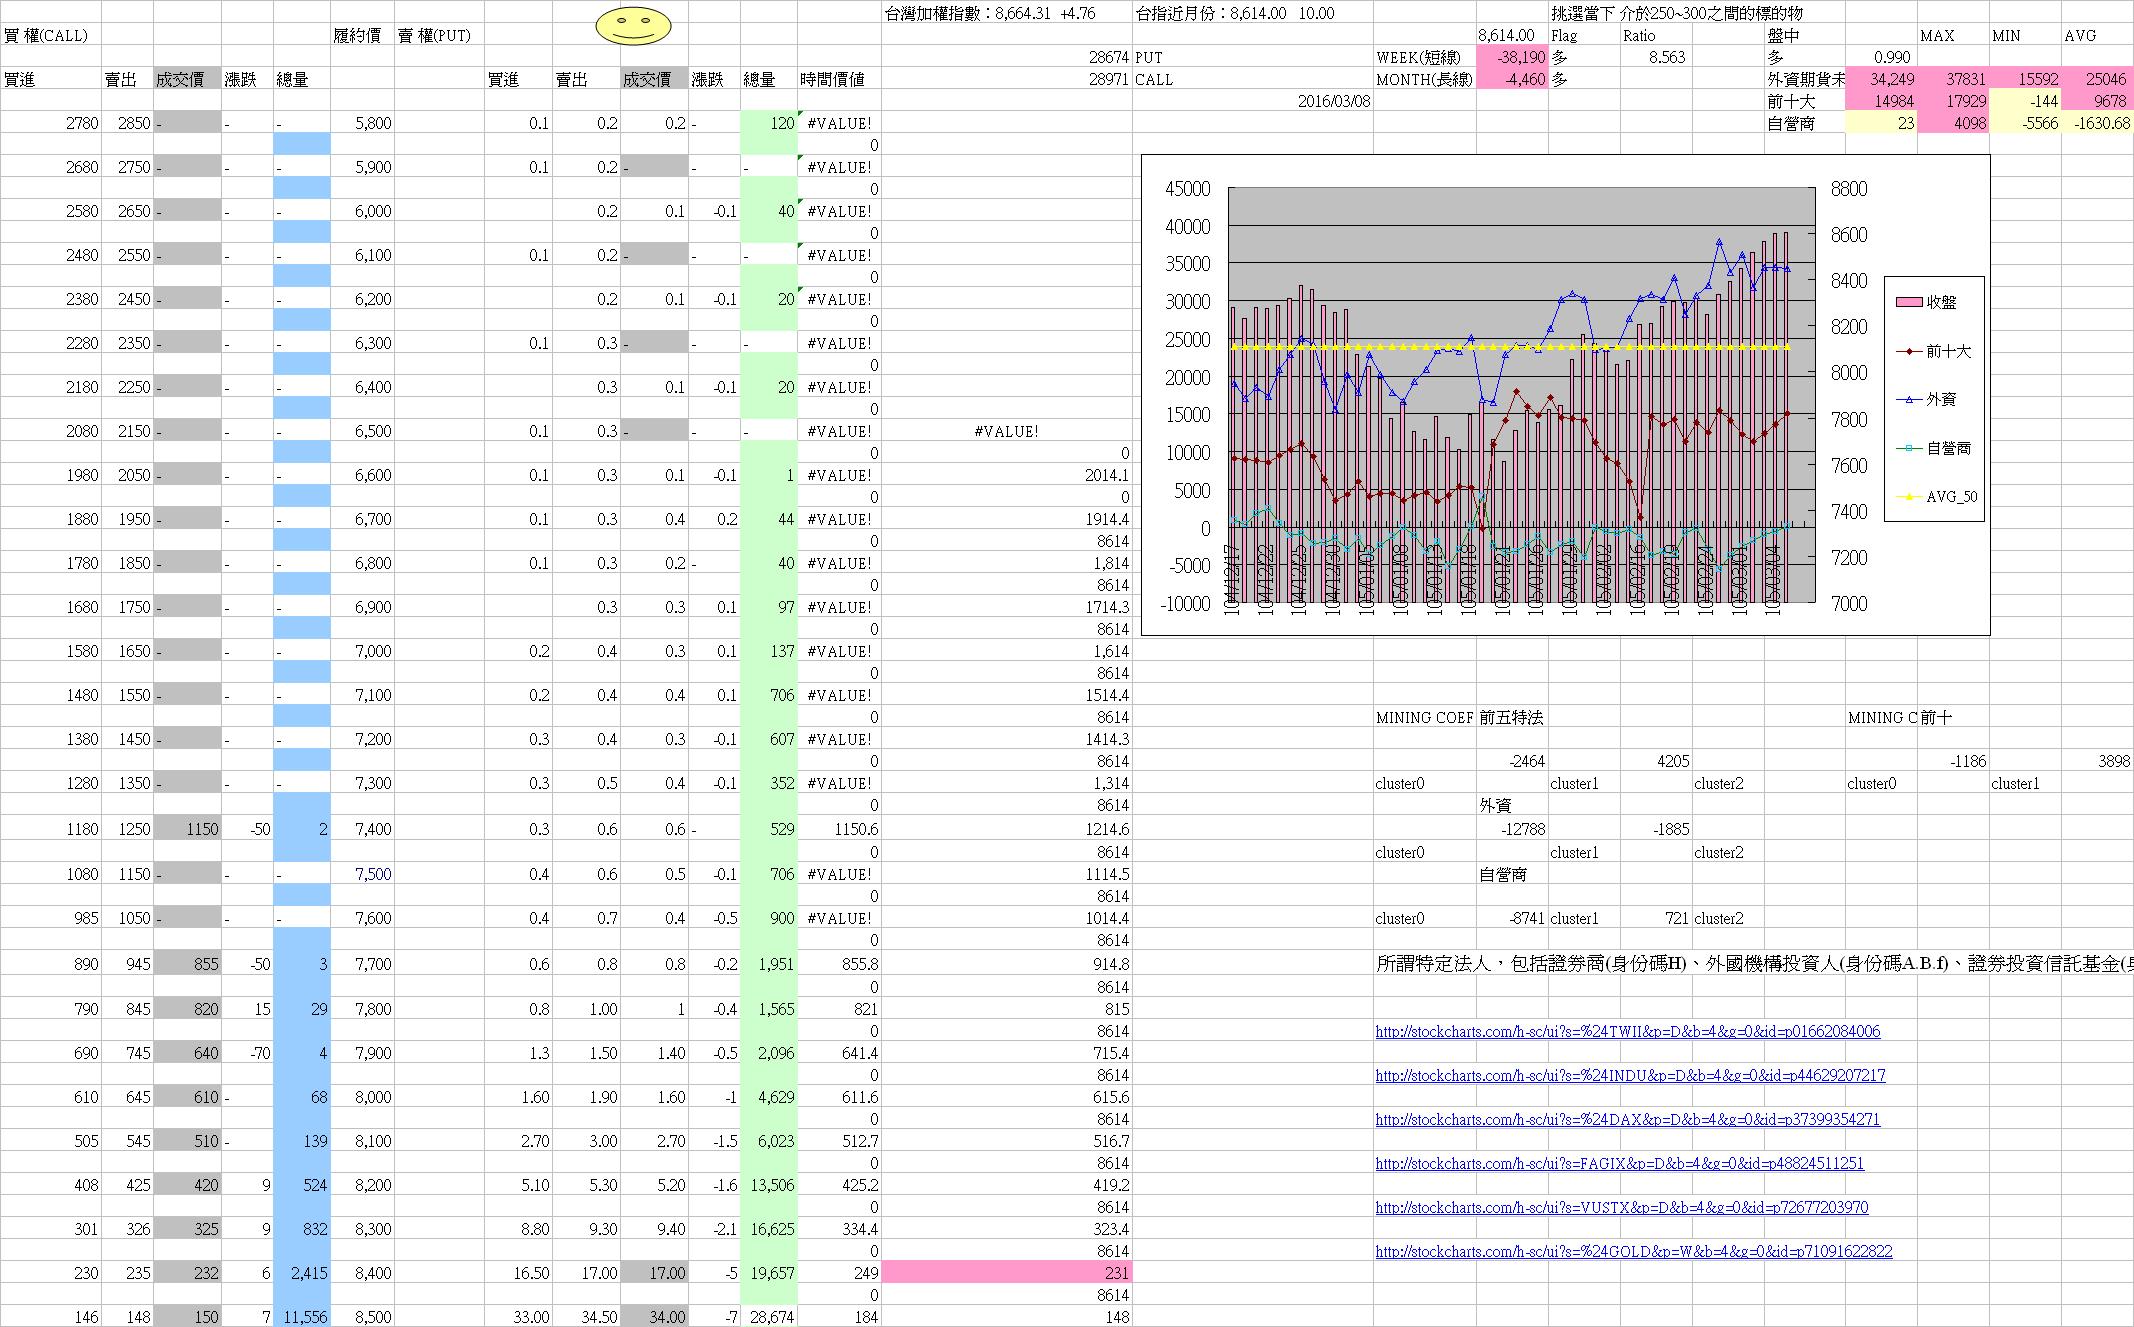 台灣加權指數：8,664.31 +4.76 台指近月份：8,614.00 10.00 挑選當下 介於250~300之間的標的物
買 權(CALL) 履約價 賣 權(PUT) 8,614.00 Flag Ratio 盤中 MAX MIN AVG
28674 PUT WEEK(短線) -38,190 多 8.563 多 0.990
買進 賣出 成交價 漲跌 總量 買進 賣出 成交價 漲跌 總量 時間價值 28971 CALL MONTH(長線) -4,460 多 外資期貨未 34,249 37831 15592 25046
2016/03/08 前十大 14984 17929 -144 9678
2780 2850 - - - 5,800 0.1 0.2 0.2 - 120 #VALUE! 自營商 23 4098 -5566 -1630.68
0
2680 2750 - - - 5,900 0.1 0.2 - - - #VALUE!
0
2580 2650 - - - 6,000 0.2 0.1 -0.1 40 #VALUE!
0
2480 2550 - - - 6,100 0.1 0.2 - - - #VALUE!
0
2380 2450 - - - 6,200 0.2 0.1 -0.1 20 #VALUE!
0
2280 2350 - - - 6,300 0.1 0.3 - - - #VALUE!
0
2180 2250 - - - 6,400 0.3 0.1 -0.1 20 #VALUE!
0
2080 2150 - - - 6,500 0.1 0.3 - - - #VALUE! #VALUE!
0 0
1980 2050 - - - 6,600 0.1 0.3 0.1 -0.1 1 #VALUE! 2014.1
0 0
1880 1950 - - - 6,700 0.1 0.3 0.4 0.2 44 #VALUE! 1914.4
0 8614
1780 1850 - - - 6,800 0.1 0.3 0.2 - 40 #VALUE! 1,814
0 8614
1680 1750 - - - 6,900 0.3 0.3 0.1 97 #VALUE! 1714.3
0 8614
1580 1650 - - - 7,000 0.2 0.4 0.3 0.1 137 #VALUE! 1,614
0 8614
1480 1550 - - - 7,100 0.2 0.4 0.4 0.1 706 #VALUE! 1514.4
0 8614
1380 1450 - - - 7,200 0.3 0.4 0.3 -0.1 607 #VALUE! 1414.3
0 8614
1280 1350 - - - 7,300 0.3 0.5 0.4 -0.1 352 #VALUE! 1,314
0 8614
1180 1250 1150 -50 2 7,400 0.3 0.6 0.6 - 529 1150.6 1214.6
0 8614
1080 1150 - - - 7,500 0.4 0.6 0.5 -0.1 706 #VALUE! 1114.5
0 8614
985 1050 - - - 7,600 0.4 0.7 0.4 -0.5 900 #VALUE! 1014.4
0 8614
890 945 855 -50 3 7,700 0.6 0.8 0.8 -0.2 1,951 855.8 914.8
8614
790 845 820 15 29 7,800 0.8 1.00 1 -0.4 1,565 821 815
0 8614
690 745 640 -70 4 7,900 1.3 1.50 1.40 -0.5 2,096 641.4 715.4
0 8614
610 645 610 - 68 8,000 1.60 1.90 1.60 -1 4,629 611.6 615.6
0 8614
505 545 510 - 139 8,100 2.70 3.00 2.70 -1.5 6,023 512.7 516.7
0 8614
408 425 420 9 524 8,200 5.10 5.30 5.20 -1.6 13,506 425.2 419.2
0 8614
301 326 325 9 832 8,300 8.80 9.30 9.40 -2.1 16,625 334.4 323.4
0 8614
230 235 232 6 2,415 8,400 16.50 17.00 17.00 -5 19,657 249 231
0 8614
146 148 150 7 11,556 8,500 33.00 34.50 34.00 -7 28,674 184 148
45000 8800
40000 8600
35000 8400
30000 8200
25000 8000
20000 7800
15000 7600
10000 7400
5000 7200
0 7000
-5000
-10000
104/12/17 104/12/22 104/12/25 104/12/30 105/01/05 105/01/08 105/01/13 105/01/18 105/01/21 105/01/26 105/01/29 105/02/02 105/02/16 105/02/19 105/02/24 105/03/01 105/03/04
收盤
前十大
外資
自營商
AVG_50
MINING COEF 前五特法 MINING C 前十
-2464 4205 -1186 3898
cluster0 cluster1 cluster2 cluster0 cluster1
外資
-12788 -1885
cluster0 cluster1 cluster2
自營商
cluster0 -8741 cluster1 721 cluster2
所謂特定法人，包括證券商(身份碼H)、外國機構投資人(身份碼A.B.f)、證券投資信託基金(身
http://stockcharts.com/h-sc/ui?s=%24TWII&p=D&b=4&g=0&id=p01662084006
http://stockcharts.com/h-sc/ui?s=%24INDU&p=D&b=4&g=0&id=p44629207217
http://stockcharts.com/h-sc/ui?s=%24DAX&p=D&b=4&g=0&id=p37399354271
http://stockcharts.com/h-sc/ui?s=FAGIX&p=D&b=4&g=0&id=p48824511251
http://stockcharts.com/h-sc/ui?s=VUSTX&p=D&b=4&g=0&id=p72677203970
http://stockcharts.com/h-sc/ui?s=%24GOLD&p=W&b=4&g=0&id=p71091622822